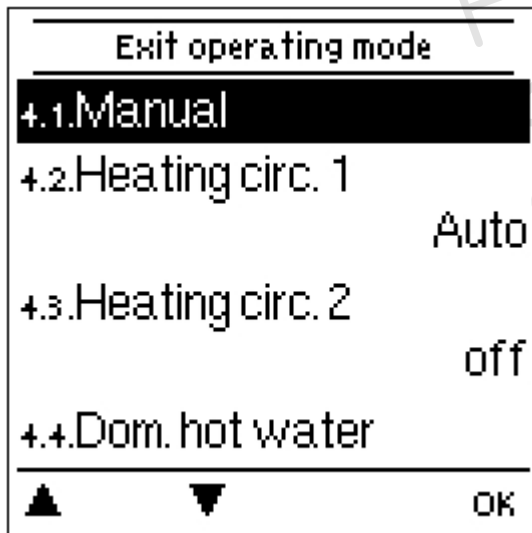 Exit operating mode
4.1.Manual
4.2.Heating circ. 1
Auto
4.3.Heating circ. 2
off
4.4.Dom. hot water
▲ ▼ OK